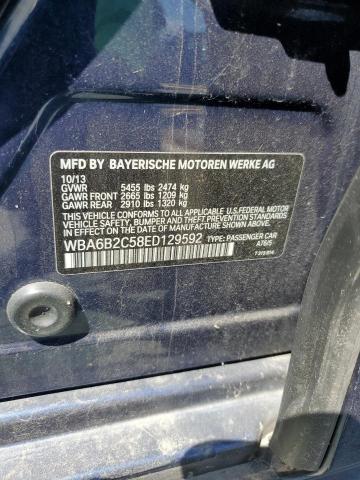 MFD BY BAYERISCHE MOTOREN WERKE AG
10/13
GVWR 5455 lbs 2474 kg
GAWR FRONT 2665 lbs 1209 kg
GAWR REAR 2910 lbs 1320 kg
THIS VEHICLE CONFORMS TO ALL APPLICABLE U.S. FEDERAL MOTOR
VEHICLE SAFETY, BUMPER, AND THEFT PREVENTION STANDARDS
IN EFFECT ON THE DATE OF MANUFACTURE SHOWN ABOVE.
WBA6B2C58ED129592 TYPE: PASSENGER CAR
A76/5